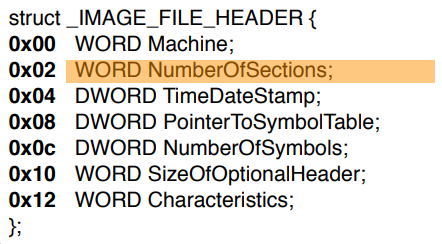 struct _IMAGE_FILE_HEADER {
0x00 WORD Machine;
0x02 WORD NumberOfSections;
0x04 DWORD TimeDateStamp;
0x08 DWORD PointerToSymbolTable;
0x0c DWORD NumberOfSymbols;
0x10 WORD SizeOfOptionalHeader;
0x12 WORD Characteristics;
};